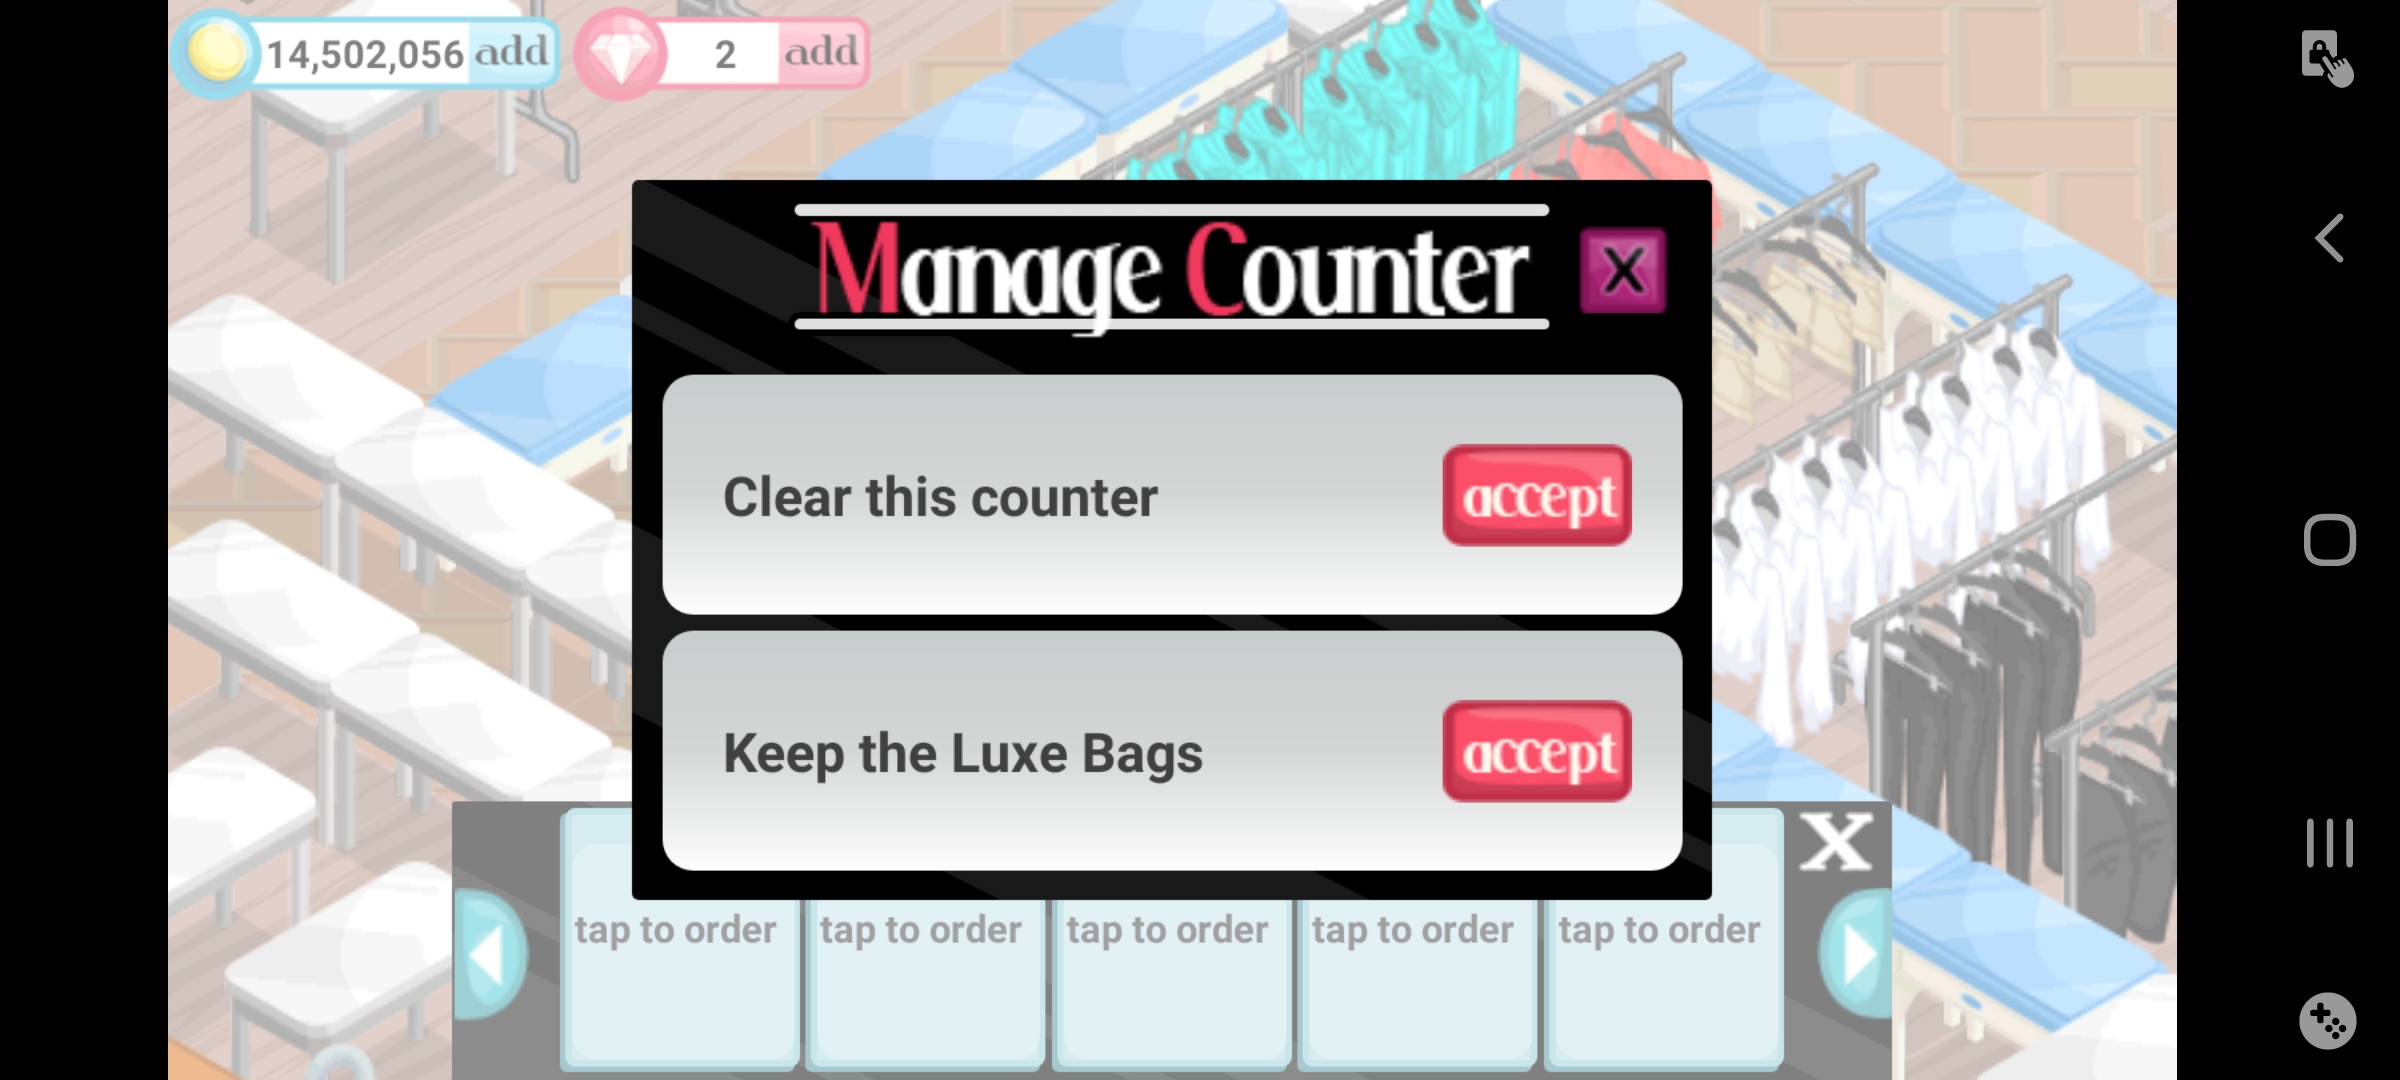 14,502,056 add 2 add
Manage Counter X
Clear this counter accept
Keep the Luxe Bags accept
X
tap to order tap to order tap to order tap to order tap to order